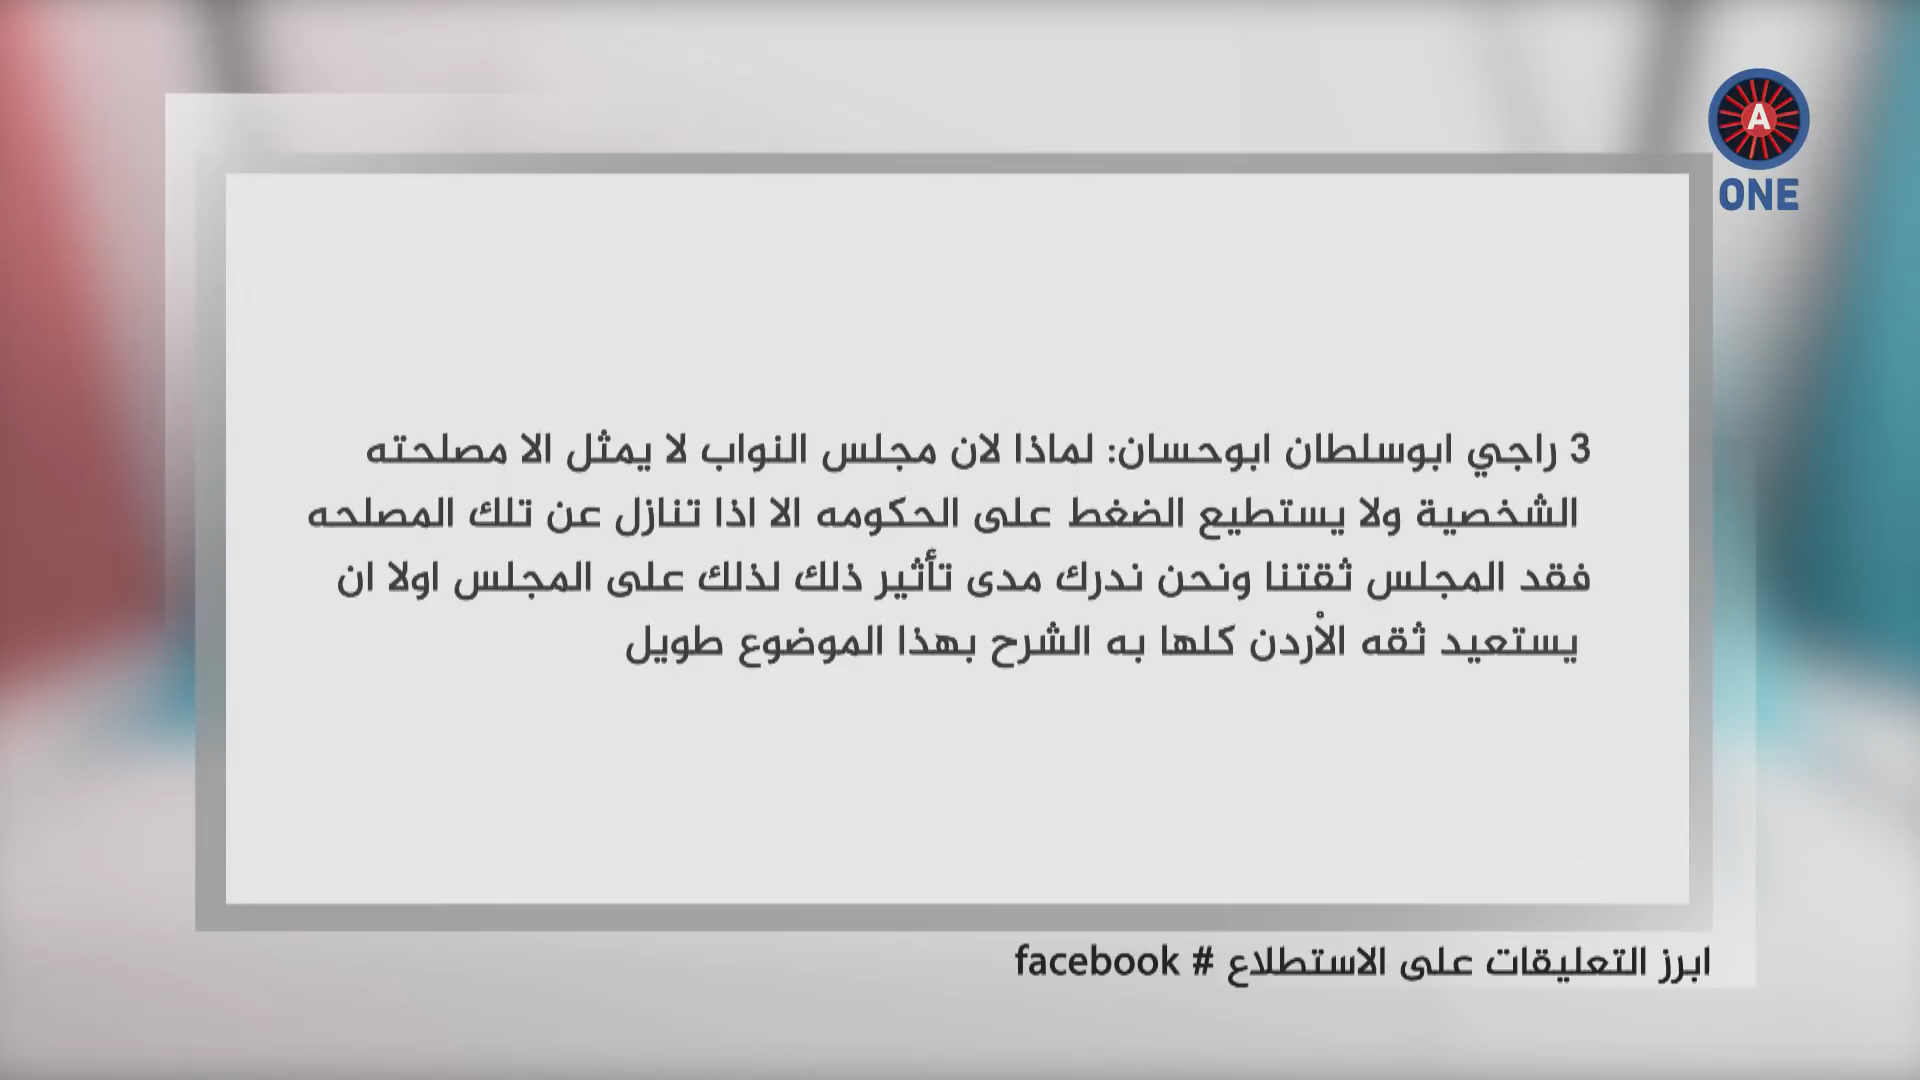 A
ONE
3 راجي ابوسلطان ابوحسان: لماذا لان مجلس النواب لا يمثل الا مصلحته
الشخصية ولا يستطيع الضغط على الحكومه الا اذا تنازل عن تلك المصلحه
فقد المجلس ثقتنا ونحن ندرك مدى تأثير ذلك لذلك على المجلس اولا ان
يستعيد ثقه الاْردن كلها به الشرح بهذا الموضوع طويل
ابرز التعليقات على الاستطلاع # facebook